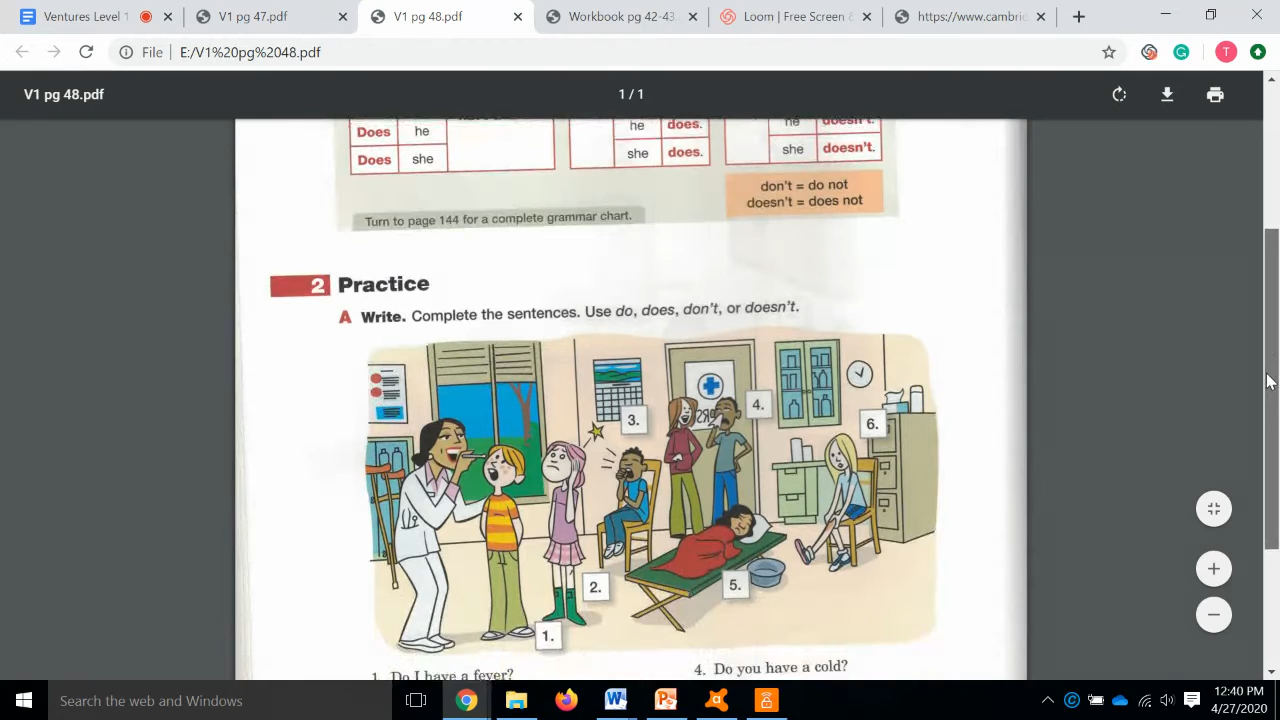 Ventures Level 1
V1 pg 47.pdf
V1 pg 48.pdf
Workbook pg 42-43.
Loom | Free Screen &
https://www.cambri
File | E:/V1%20pg%2048.pdf
T
V1 pg 48.pdf
1 / 1
Does he
he does.
he doesn't.
Does she
she does.
she doesn't.
don't = do not
doesn't = does not
Turn to page 144 for a complete grammar chart.
2 Practice
A Write. Complete the sentences. Use do, does, don't, or doesn't.
3.
4.
6.
2.
5.
1.
1. Do I have a fever?
4. Do you have a cold?
Search the web and Windows
12:40 PM
4/27/2020